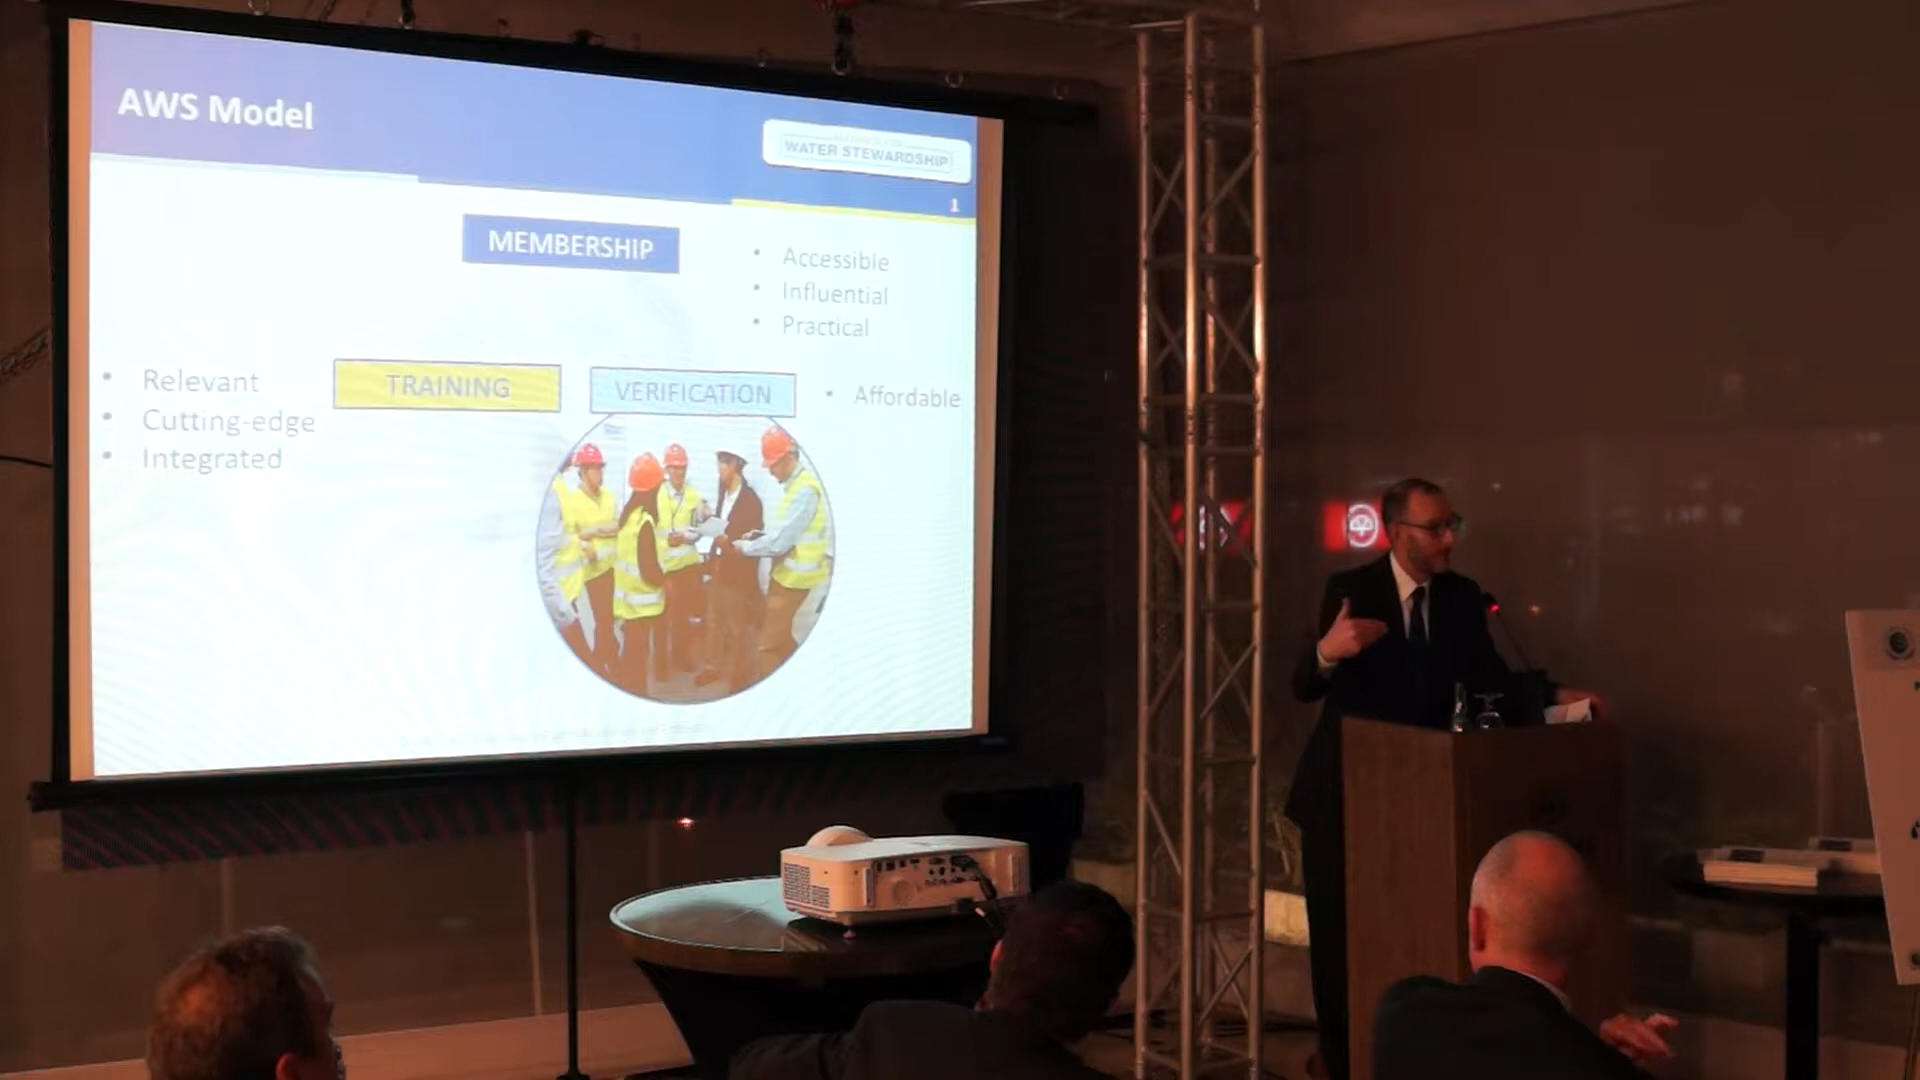 AWS Model
WATER STEWARDSHIP
1
MEMBERSHIP
• Accessible
• Influential
• Practical
• Relevant
• Cutting-edge
• Integrated
TRAINING
VERIFICATION
• Affordable